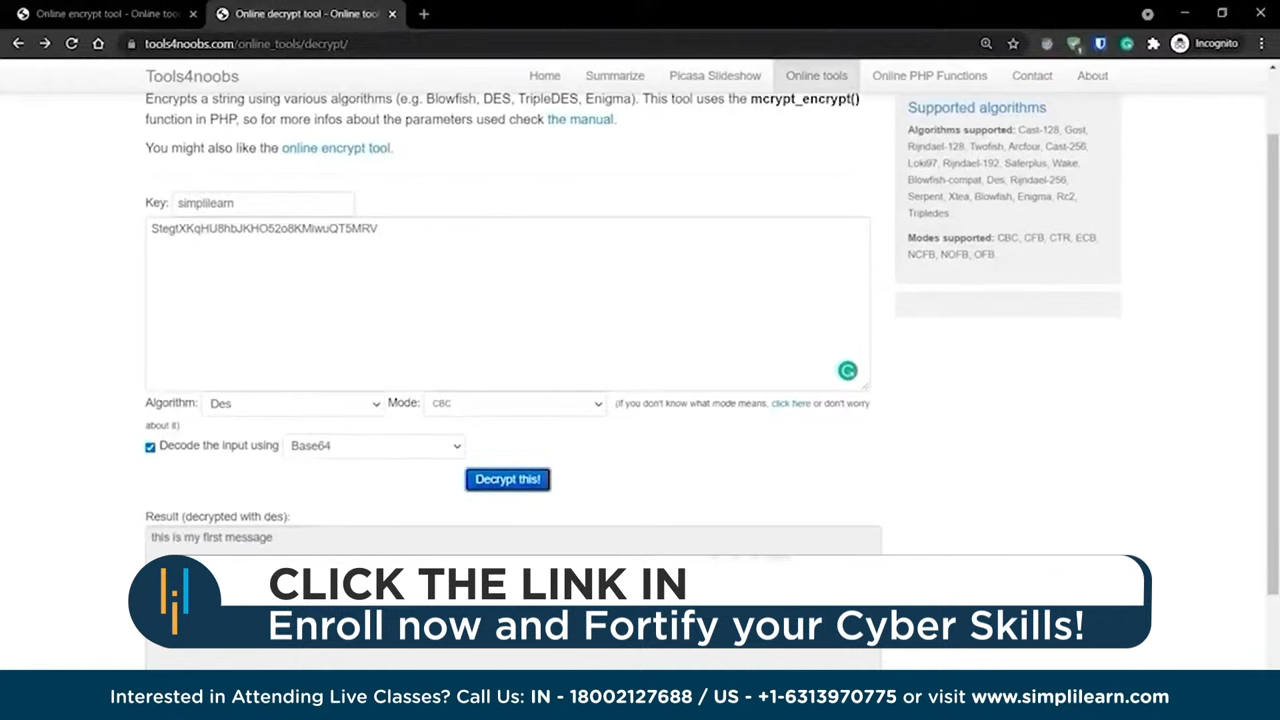 Online encrypt tool - Online too
Online decrypt tool - Online tool
tools4noobs.com/online_tools/decrypt/
Incognito
Tools4noobs
Home
Summarize
Picasa Slideshow
Online tools
Online PHP Functions
Contact
About
Encrypts a string using various algorithms (e.g. Blowfish, DES, TripleDES, Enigma). This tool uses the mcrypt_encrypt()
function in PHP, so for more infos about the parameters used check the manual.
You might also like the online encrypt tool.
Supported algorithms
Algorithms supported: Cast-128, Gost,
Rijndael-128, Twofish, Arcfour, Cast-256,
Loki97, Rijndael-192, Saferplus, Wake,
Blowfish-compat, Des, Rijndael-256,
Serpent, Xtea, Blowfish, Enigma, Rc2,
Tripledes
Modes supported: CBC, CFB, CTR, ECB,
NCFB, NOFB, OFB
Key: simplilearn
StegtXKqHU8hbJKHO52o8KMiwuQT5MRV
Algorithm: Des Mode: CBC (if you don't know what mode means, click here or don't worry
about it)
Decode the input using Base64
Decrypt this!
Result (decrypted with des):
this is my first message
CLICK THE LINK IN
Enroll now and Fortify your Cyber Skills!
Interested in Attending Live Classes? Call Us: IN - 18002127688 / US - +1-6313970775 or visit www.simplilearn.com